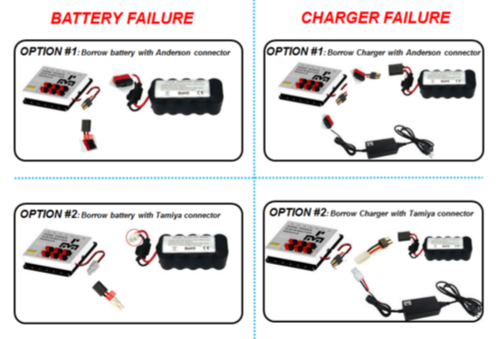 BATTERY FAILURE
CHARGER FAILURE
OPTION #1: Borrow battery with Anderson connector
OPTION #1: Borrow Charger with Anderson connector
OPTION #2: Borrow battery with Tamiya connector
OPTION #2: Borrow Charger with Tamiya connector